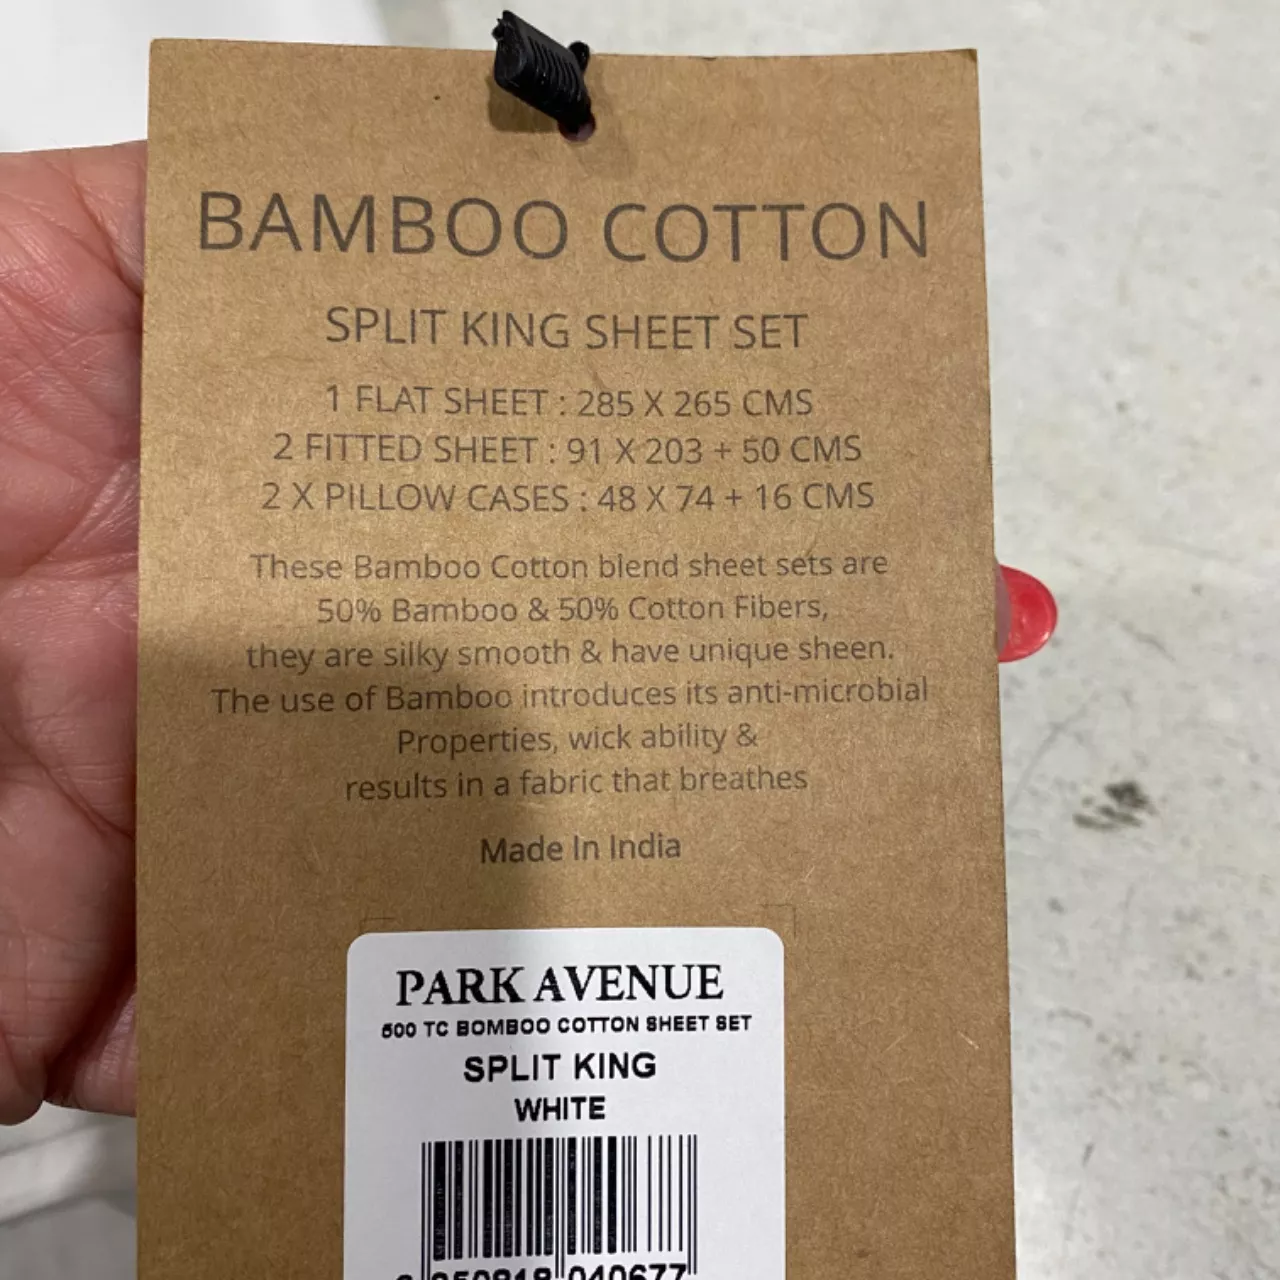 BAMBOO COTTON
SPLIT KING SHEET SET
1 FLAT SHEET : 285 X 265 CMS
2 FITTED SHEET : 91 X 203 + 50 CMS
2 X PILLOW CASES : 48 X 74 + 16 CMS
These Bamboo Cotton blend sheet sets are
50% Bamboo & 50% Cotton Fibers,
they are silky smooth & have unique sheen.
The use of Bamboo introduces its anti-microbial
Properties, wick ability &
results in a fabric that breathes
Made In India
PARK AVENUE
500 TC BOMBOO COTTON SHEET SET
SPLIT KING
WHITE
040677